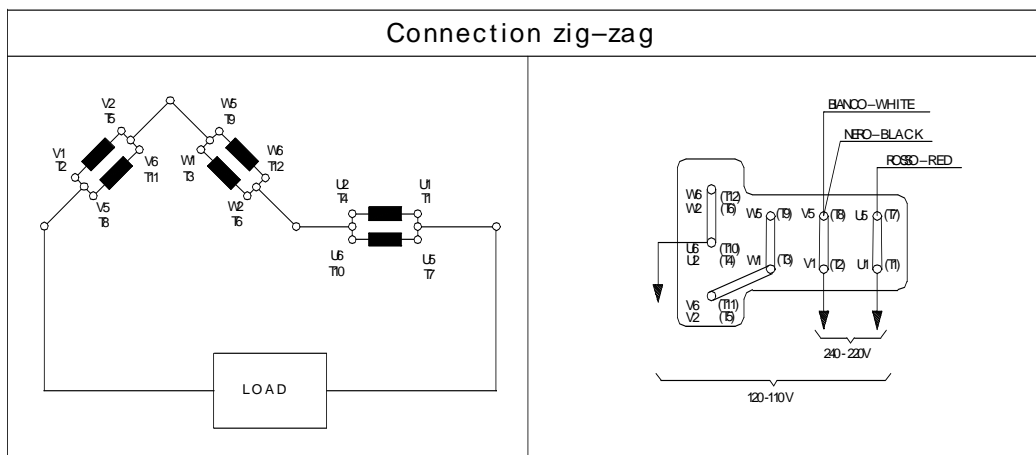 Connection zig–zag
V2
T5
W5
T9
V1
T2
V6
T11
W1
T3
W6
T12
V5
T8
W2
T6
U2
T4
U1
T1
U6
T10
U5
T7
LOAD
BIANCO–WHITE
NERO–BLACK
ROSSO–RED
W6 (T12)
W2 (T6)
W5 (T9)
V5 (T8)
U5 (T7)
U6 (T10)
U2 (T4)
W1 (T3)
V1 (T2)
U1 (T1)
V6 (T11)
V2 (T5)
240-220V
120-110V